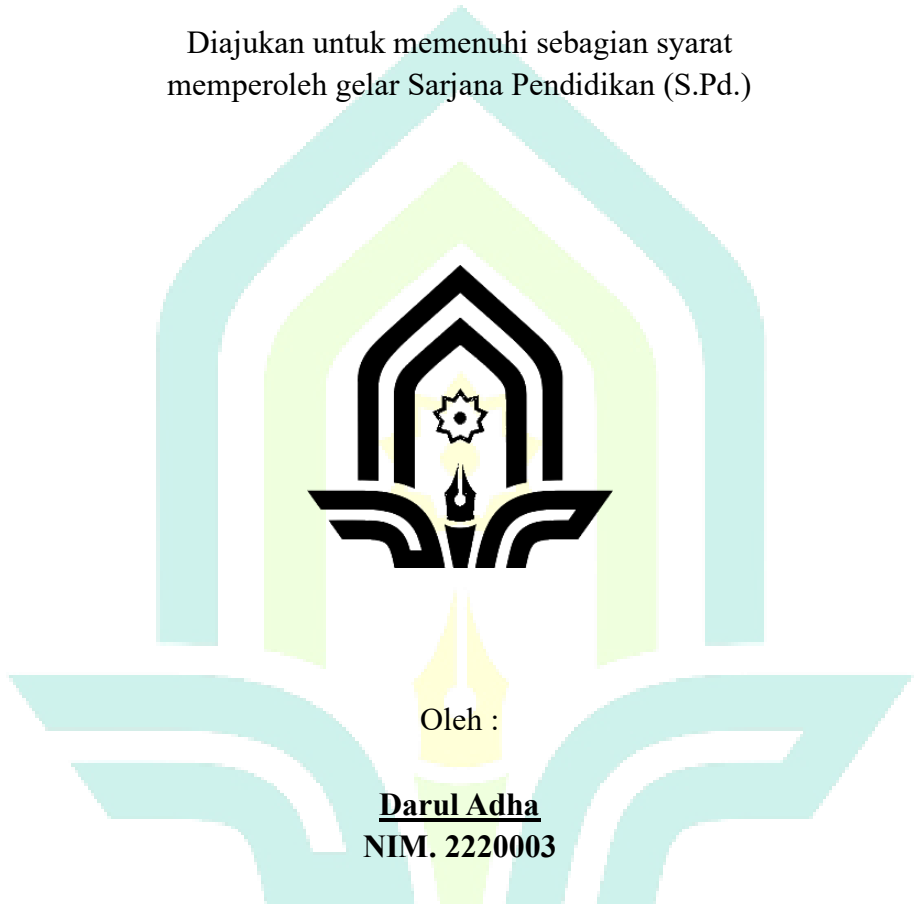 Diajukan untuk memenuhi sebagian syarat
memperoleh gelar Sarjana Pendidikan (S.Pd.)
Oleh :
Darul Adha
NIM. 2220003